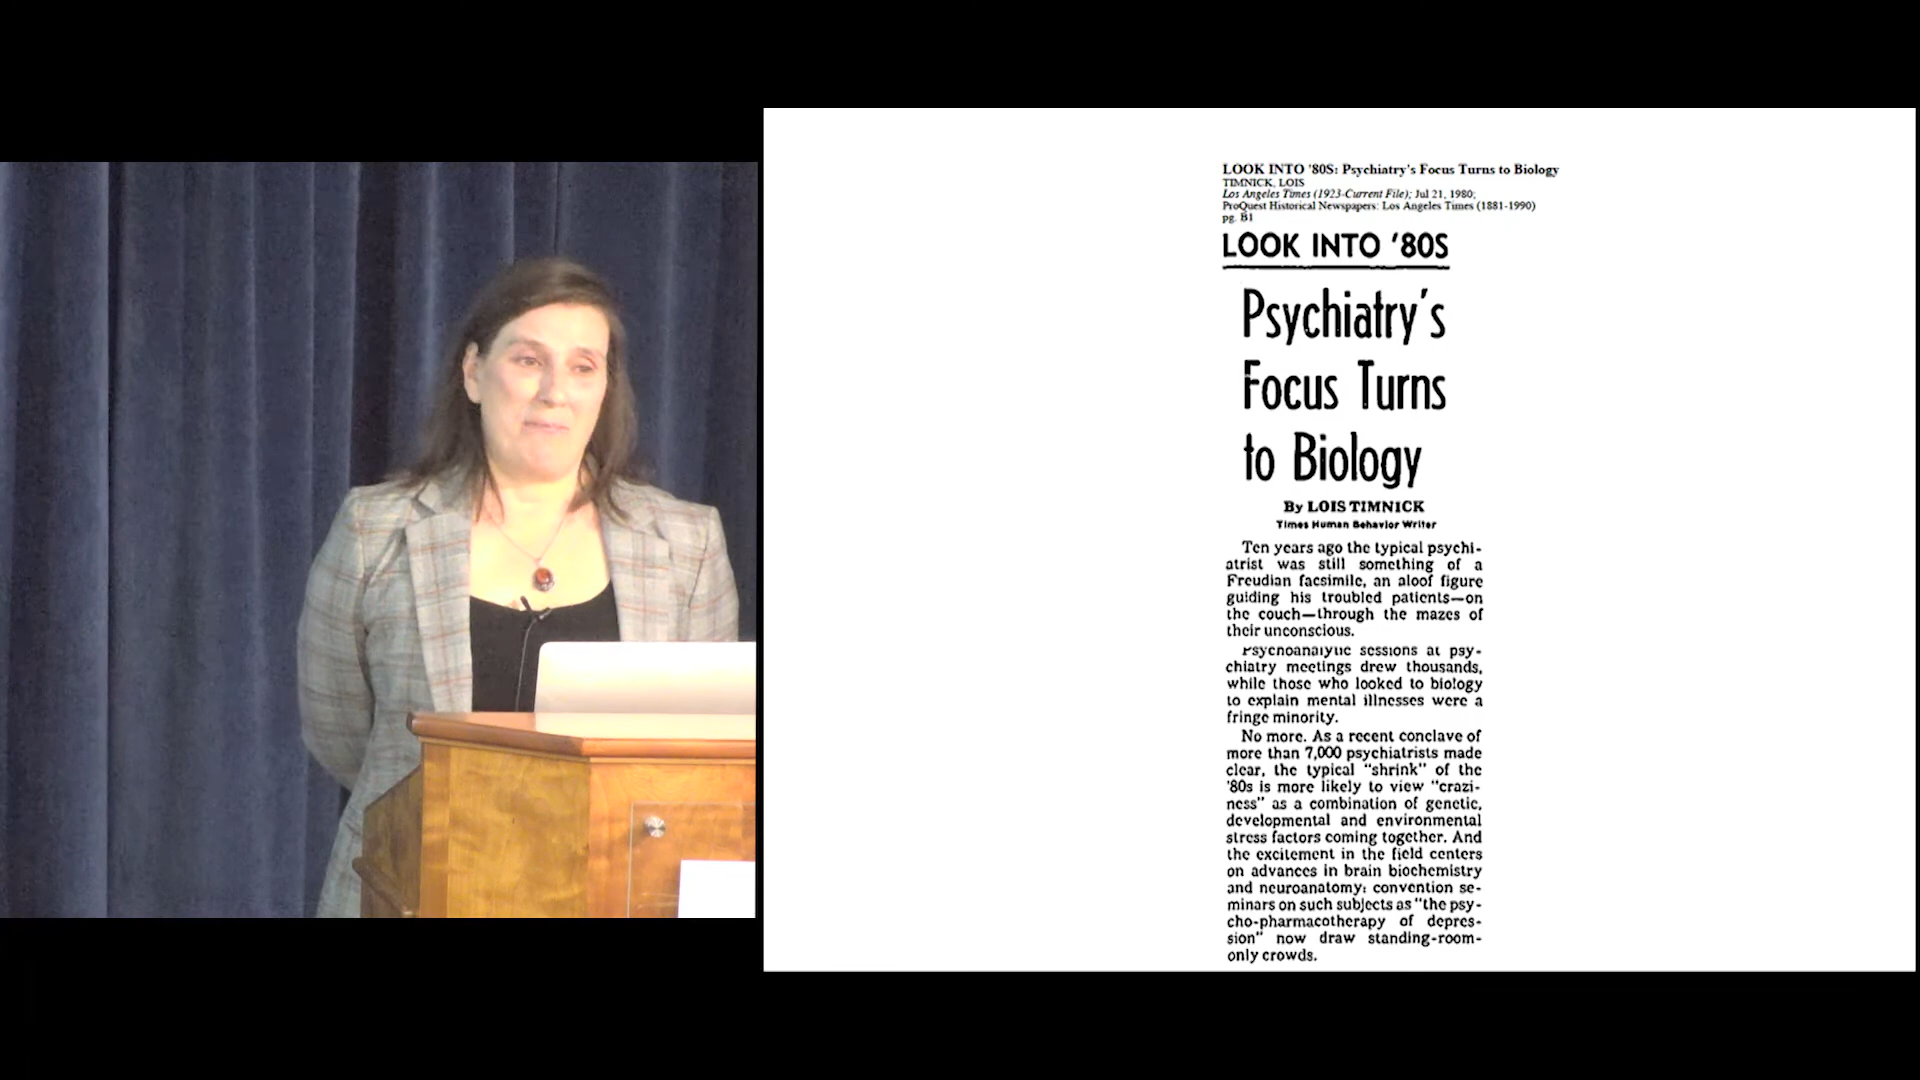 LOOK INTO '80S: Psychiatry's Focus Turns to Biology
TIMNICK, LOIS
Los Angeles Times (1923-Current File); Jul 21, 1980;
ProQuest Historical Newspapers: Los Angeles Times (1881-1990)
pg. B1
LOOK INTO '80S
Psychiatry's
Focus Turns
to Biology
By LOIS TIMNICK
Times Human Behavior Writer
Ten years ago the typical psychi-
atrist was still something of a
Freudian facsimile, an aloof figure
guiding his troubled patients—on
the couch—through the mazes of
their unconscious.
Psychoanalytic sessions at psy-
chiatry meetings drew thousands,
while those who looked to biology
to explain mental illnesses were a
fringe minority.
No more. As a recent conclave of
more than 7,000 psychiatrists made
clear, the typical "shrink" of the
'80s is more likely to view "crazi-
ness" as a combination of genetic,
developmental and environmental
stress factors coming together. And
the excitement in the field centers
on advances in brain biochemistry
and neuroanatomy: convention se-
minars on such subjects as "the psy-
cho-pharmacotherapy of depres-
sion" now draw standing-room-
only crowds.